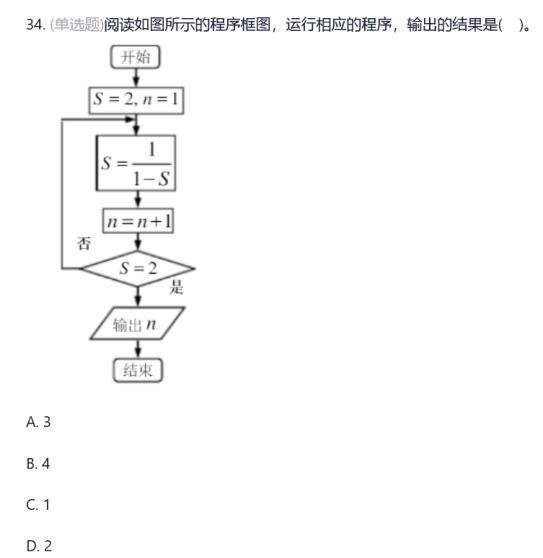 34. (单选题)阅读如图所示的程序框图，运行相应的程序，输出的结果是(    )。
开始
S = 2, n = 1
S = 1/(1−S)
n = n+1
否
S = 2
是
输出 n
结束
A. 3
B. 4
C. 1
D. 2